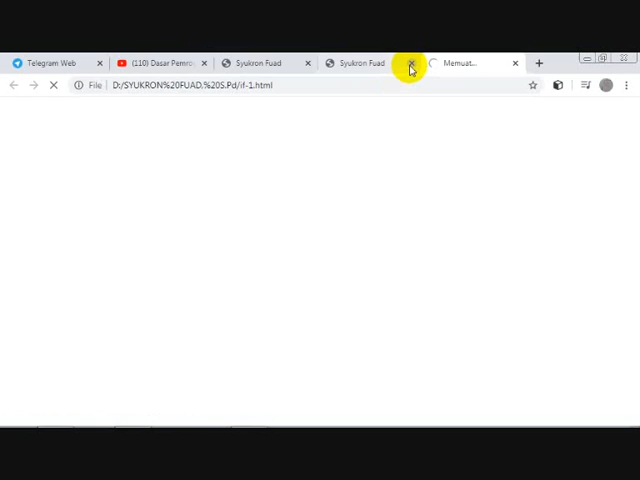 Telegram Web (110) Dasar Pemro Syukron Fuad Syukron Fuad Memuat...
File D:/SYUKRON%20FUAD,%20S.Pd/if-1.html